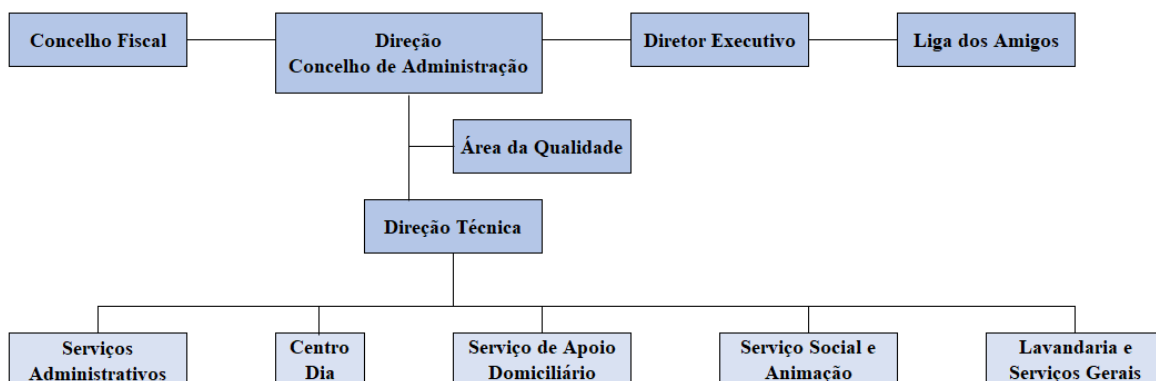 Concelho Fiscal
Direção
Concelho de Administração
Diretor Executivo
Liga dos Amigos
Área da Qualidade
Direção Técnica
Serviços
Administrativos
Centro
Dia
Serviço de Apoio
Domiciliário
Serviço Social e
Animação
Lavandaria e
Serviços Gerais